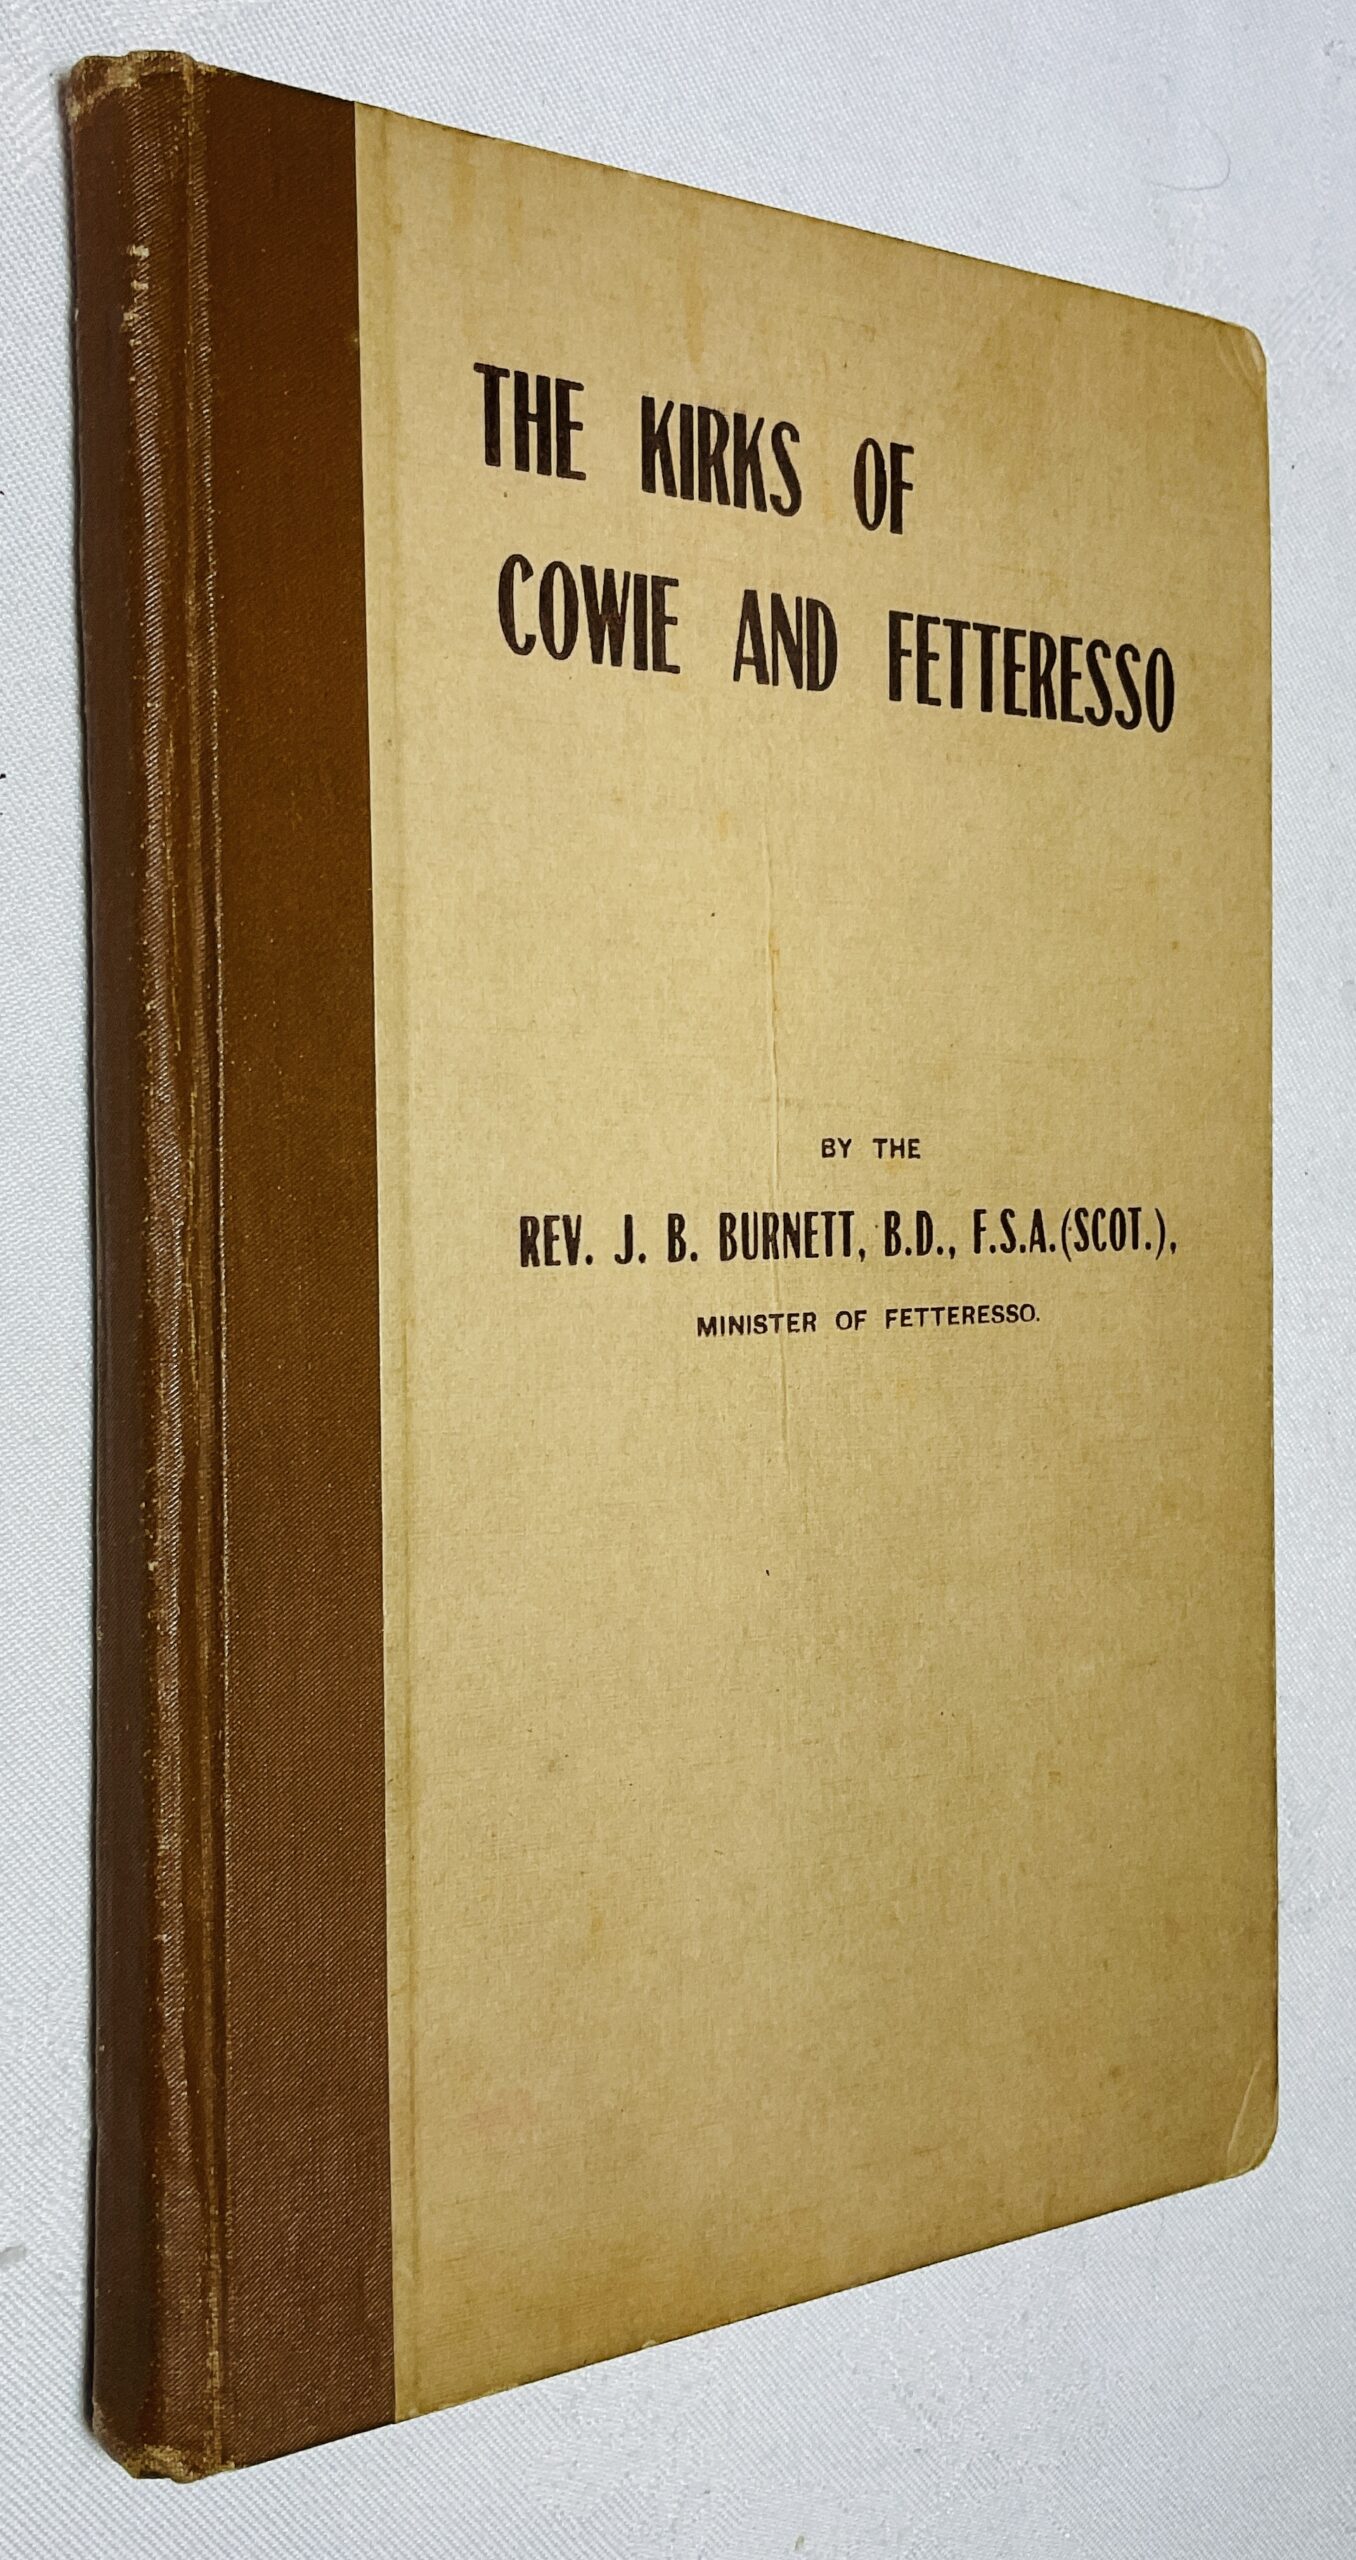 THE KIRKS OF
COWIE AND FETTERESSO
BY THE
REV. J. B. BURNETT, B.D., F.S.A.(SCOT.),
MINISTER OF FETTERESSO.